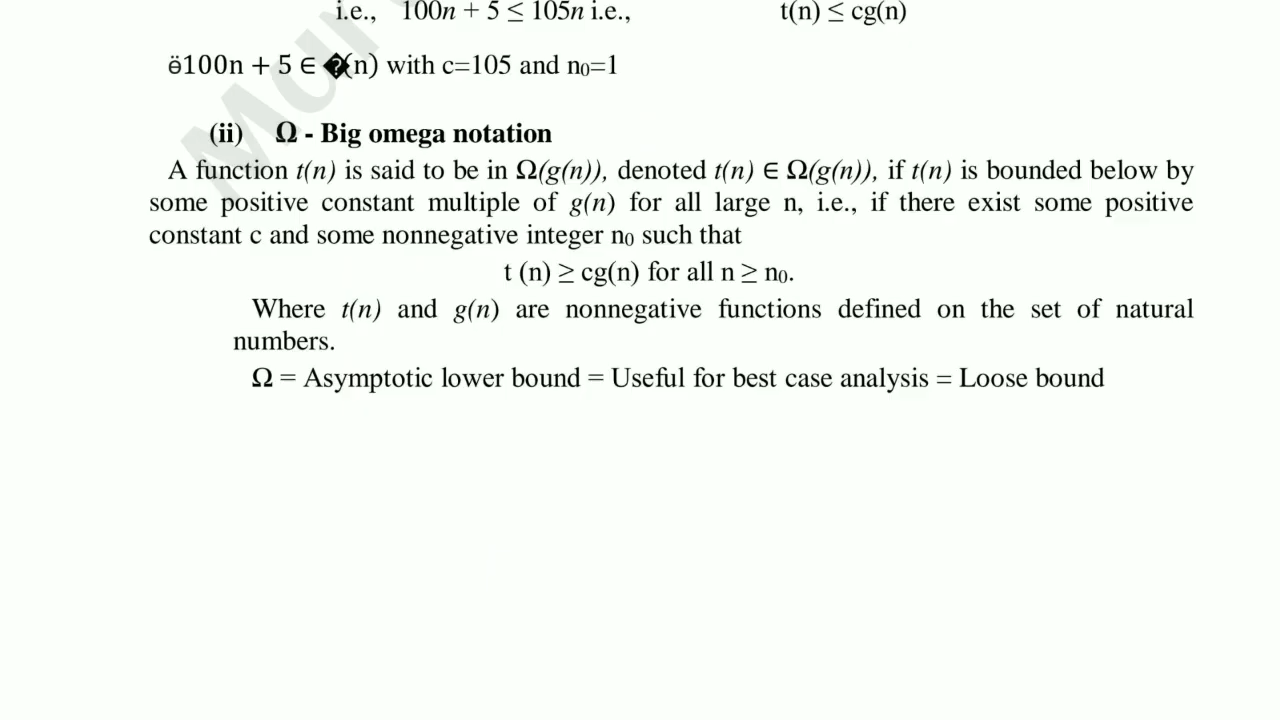 i.e., 100n + 5 ≤ 105n i.e., t(n) ≤ cg(n)
ӫ100n + 5 ∈ �(n) with c=105 and n0=1
(ii) Ω - Big omega notation
A function t(n) is said to be in Ω(g(n)), denoted t(n) ∈ Ω(g(n)), if t(n) is bounded below by
some positive constant multiple of g(n) for all large n, i.e., if there exist some positive
constant c and some nonnegative integer n0 such that
t (n) ≥ cg(n) for all n ≥ n0.
Where t(n) and g(n) are nonnegative functions defined on the set of natural
numbers.
Ω = Asymptotic lower bound = Useful for best case analysis = Loose bound